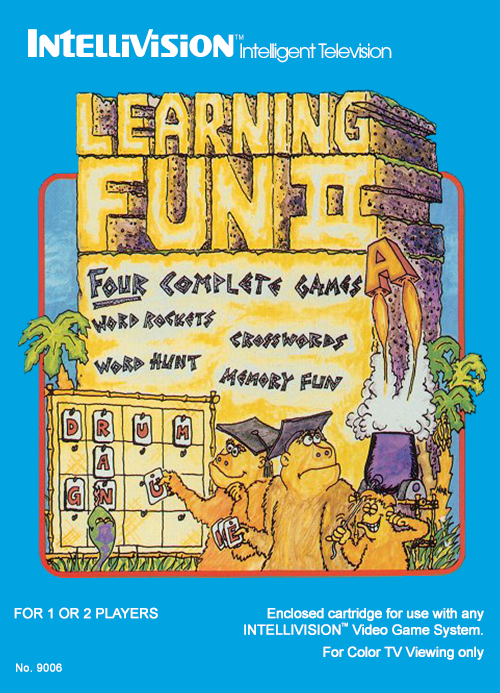 INTELLIVISION™ Intelligent Television
LEARNING
FUN II
FOUR COMPLETE GAMES
WORD ROCKETS
CROSSWORDS
WORD HUNT
MEMORY FUN
A
D R U M
A
G N U
ME
FOR 1 OR 2 PLAYERS
Enclosed cartridge for use with any
INTELLIVISION™ Video Game System.
For Color TV Viewing only
No. 9006